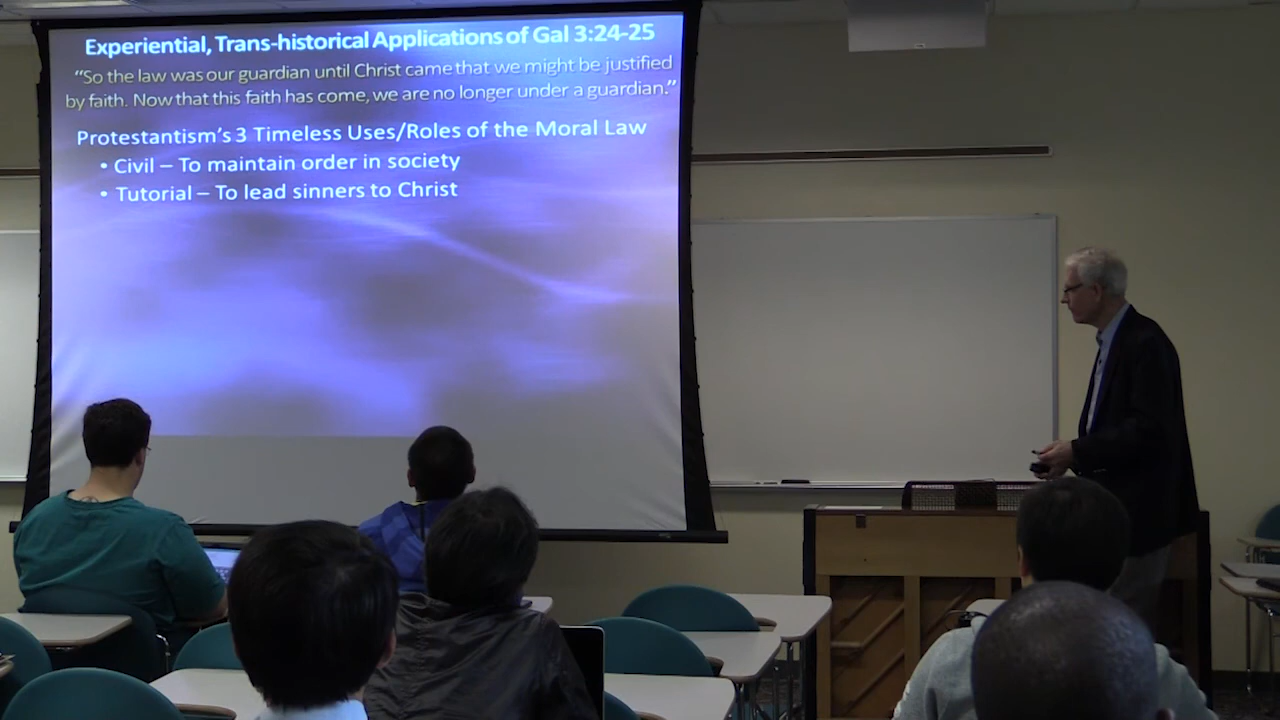 Experiential, Trans-historical Applications of Gal 3:24-25
“So the law was our guardian until Christ came that we might be justified
by faith. Now that this faith has come, we are no longer under a guardian.”
Protestantism's 3 Timeless Uses/Roles of the Moral Law
• Civil – To maintain order in society
• Tutorial – To lead sinners to Christ